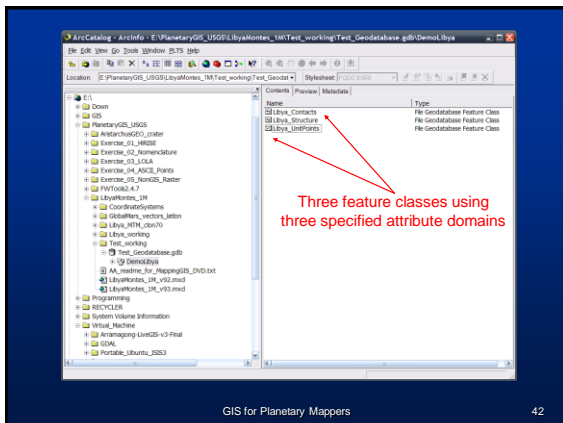 ArcCatalog - ArcInfo - E:\PlanetaryGIS_USGS\LibyaMontes_1M\Test_working\Test_Geodatabase.gdb\DemoLibya
File Edit View Go Tools Window PLTS Help
Stylesheet: FGDC ESRI
Location: E:\PlanetaryGIS_USGS\LibyaMontes_1M\Test_working\Test_Geodat
Contents Preview Metadata
Name Type
Libya_Contacts File Geodatabase Feature Class
Libya_Structure File Geodatabase Feature Class
Libya_UnitPoints File Geodatabase Feature Class
E:\
Down
GIS
PlanetaryGIS_USGS
AristarchusGEO_crater
Exercise_01_HiRISE
Exercise_02_Nomenclature
Exercise_03_LOLA
Exercise_04_ASCII_Points
Exercise_05_NonGIS_Raster
FWTools2.4.7
LibyaMontes_1M
CoordinateSystems
GlobalMars_vectors_latlon
Libya_MTM_clon70
Libya_working
Test_working
Test_Geodatabase.gdb
DemoLibya
AA_readme_for_MappingGIS_DVD.txt
LibyaMontes_1M_v92.mxd
LibyaMontes_1M_v93.mxd
Programming
RECYCLER
System Volume Information
Virtual_Machine
Arramagong-LiveGIS-v3-Final
GDAL
Portable_Ubuntu_ISIS3
Three feature classes using
three specified attribute domains
GIS for Planetary Mappers 42